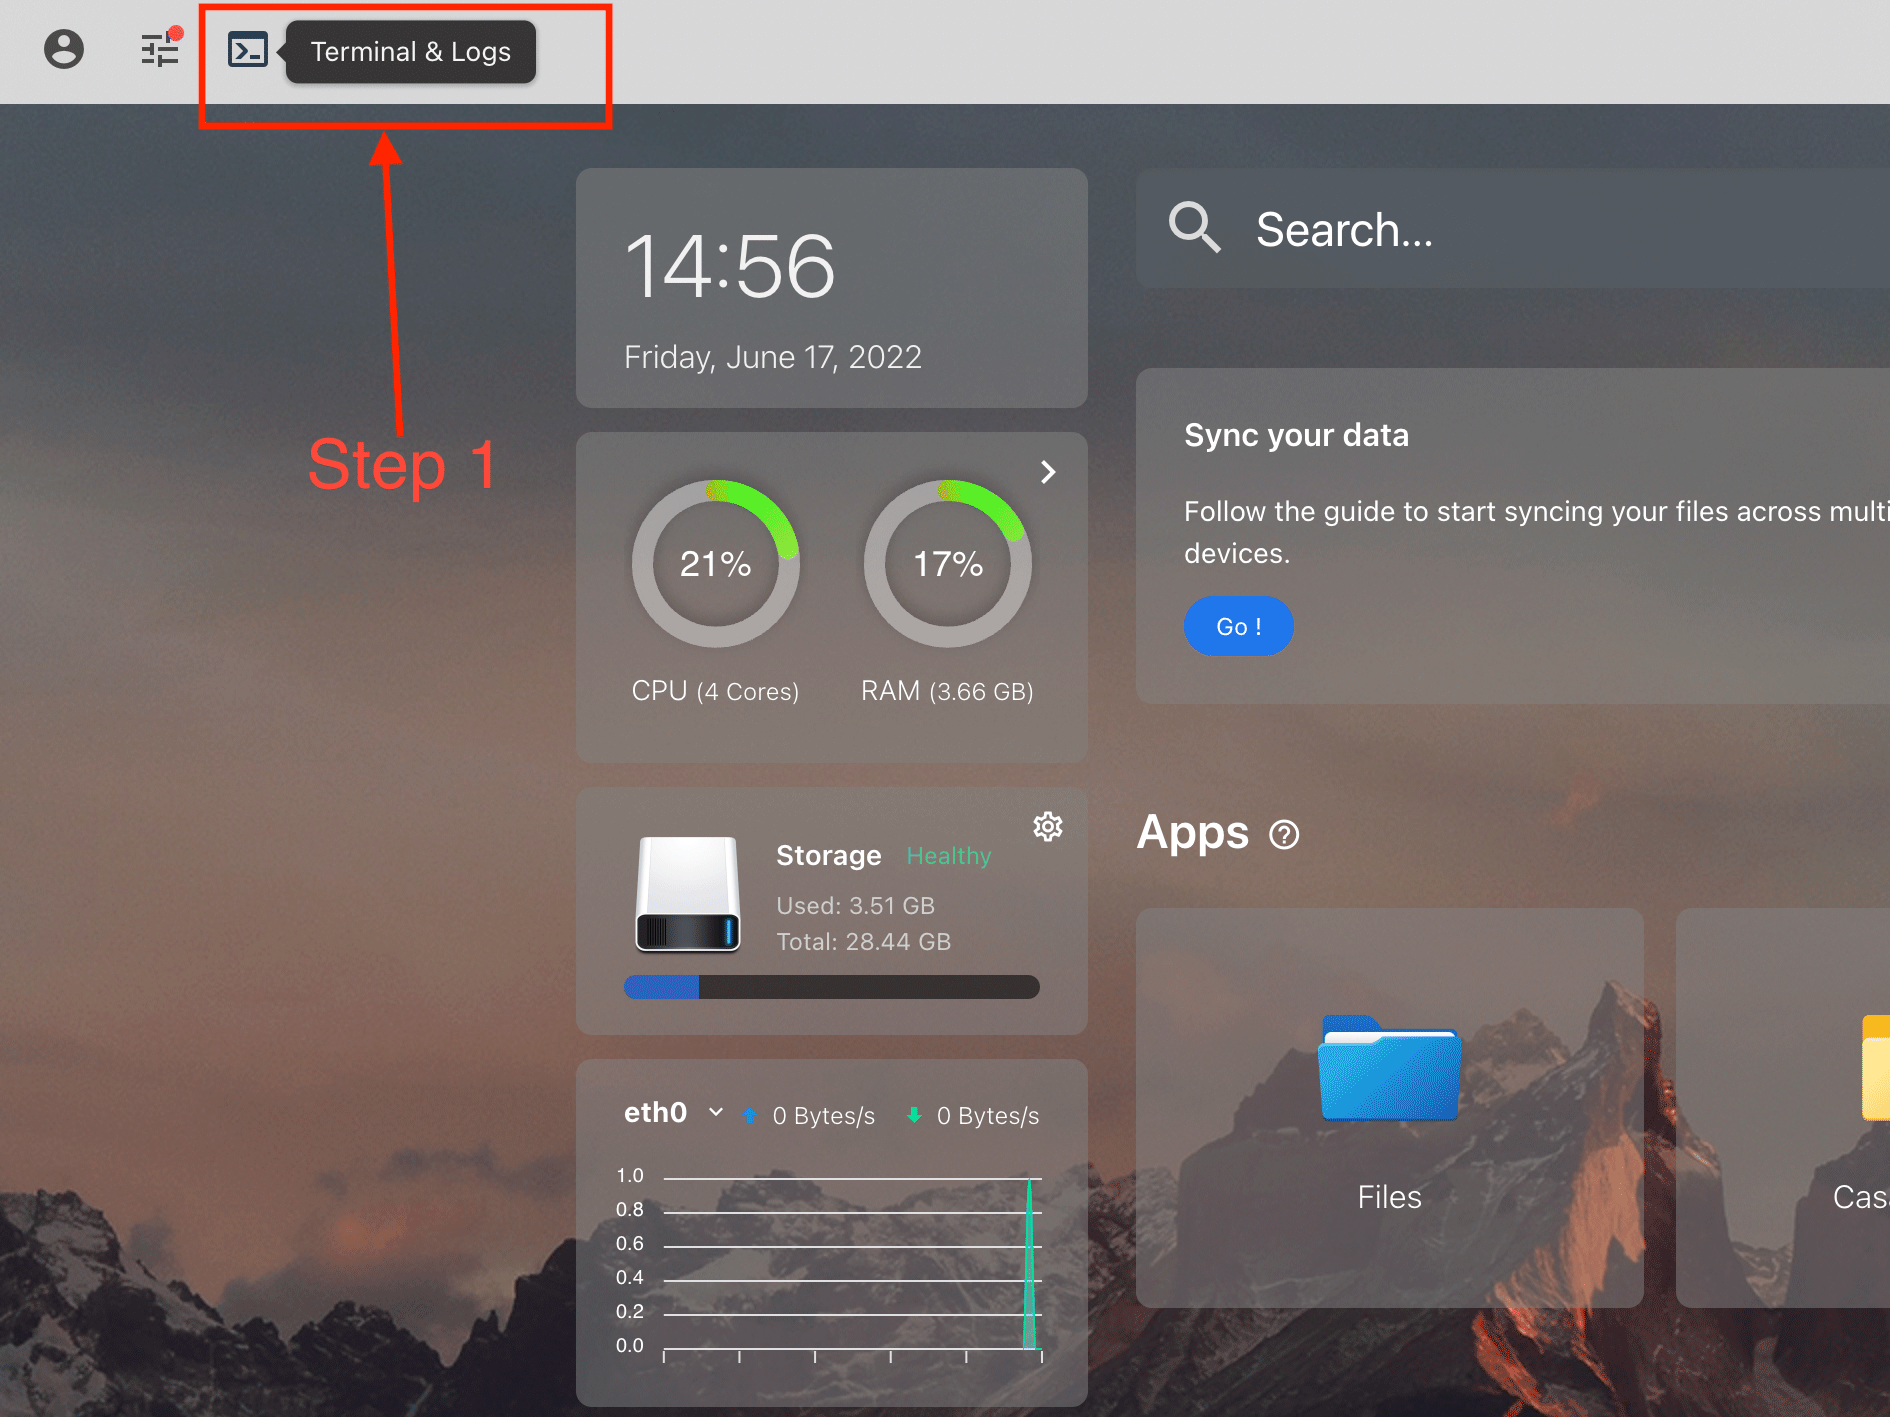 Terminal & Logs
Step 1
14:56
Friday, June 17, 2022
21%
17%
CPU (4 Cores)
RAM (3.66 GB)
Storage Healthy
Used: 3.51 GB
Total: 28.44 GB
eth0 0 Bytes/s 0 Bytes/s
1.0
0.8
0.6
0.4
0.2
0.0
Search...
Sync your data
Follow the guide to start syncing your files across multi
devices.
Go !
Apps
Files
Cas